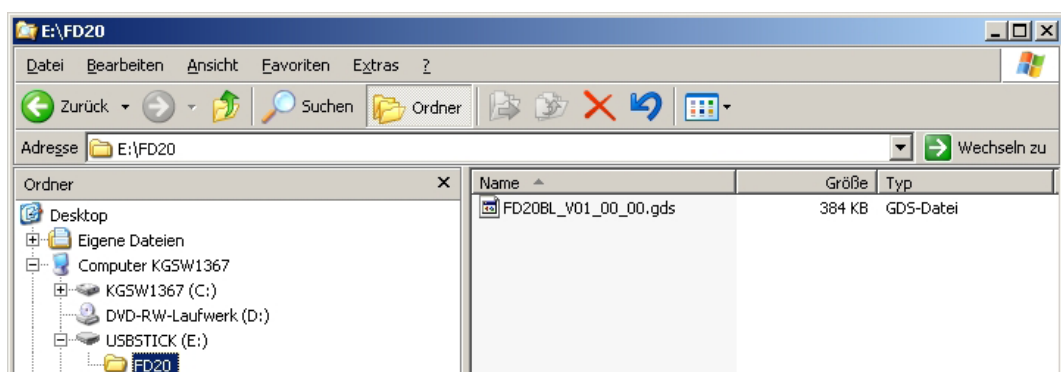 E:\FD20
Datei Bearbeiten Ansicht Favoriten Extras ?
Zurück Suchen Ordner
Adresse E:\FD20 Wechseln zu
Ordner x Name Größe Typ
Desktop FD20BL_V01_00_00.gds 384 KB GDS-Datei
Eigene Dateien
Computer KGSW1367
KGSW1367 (C:)
DVD-RW-Laufwerk (D:)
USBSTICK (E:)
FD20